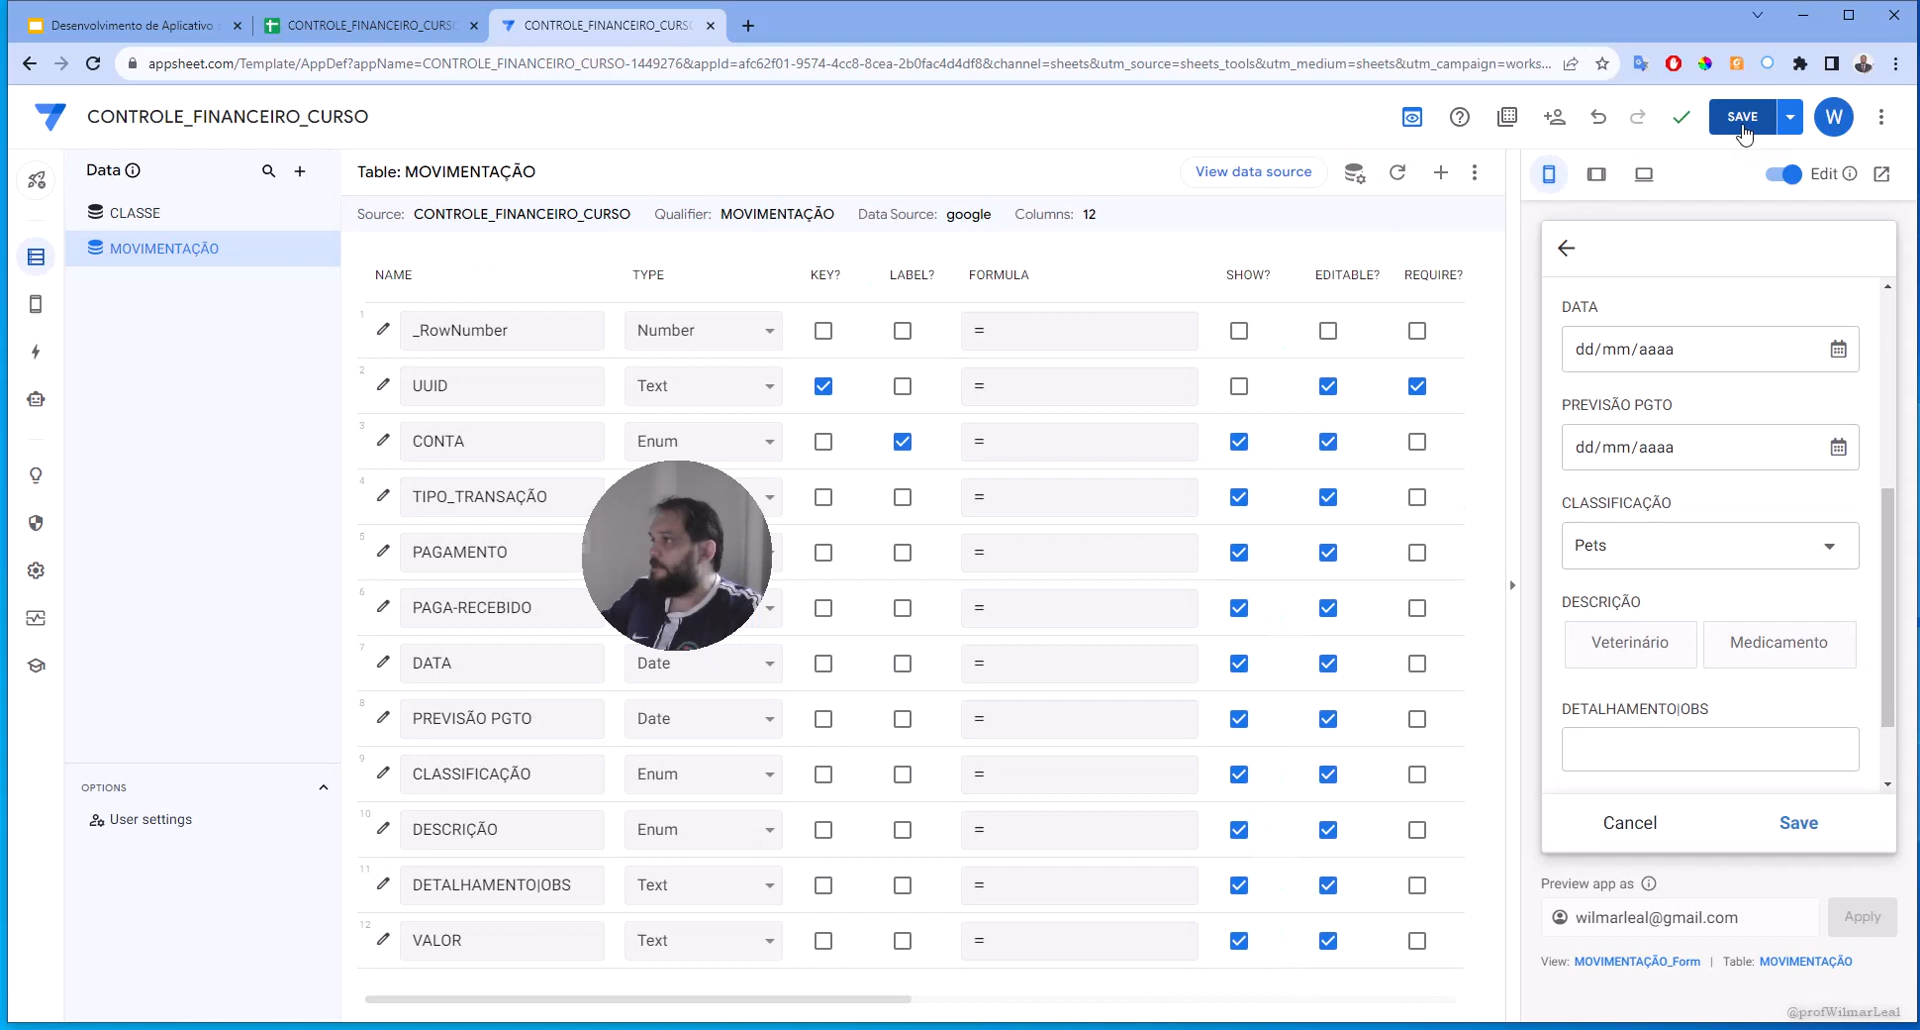 Desenvolvimento de Aplicativo
CONTROLE_FINANCEIRO_CURSO
CONTROLE_FINANCEIRO_CURSO
appsheet.com/Template/AppDef?appName=CONTROLE_FINANCEIRO_CURSO-1449276&appId=afc62f01-9574-4cc8-8cea-2b0fac4d4df8&channel=sheets&utm_source=sheets_tools&utm_medium=sheets&utm_campaign=works...
CONTROLE_FINANCEIRO_CURSO
SAVE
W
Data
CLASSE
MOVIMENTAÇÃO
OPTIONS
User settings
Table: MOVIMENTAÇÃO
View data source
Source: CONTROLE_FINANCEIRO_CURSO Qualifier: MOVIMENTAÇÃO Data Source: google Columns: 12
NAME TYPE KEY? LABEL? FORMULA SHOW? EDITABLE? REQUIRE?
1 _RowNumber Number =
2 UUID Text =
3 CONTA Enum =
4 TIPO_TRANSAÇÃO =
5 PAGAMENTO =
6 PAGA-RECEBIDO =
7 DATA Date =
8 PREVISÃO PGTO Date =
9 CLASSIFICAÇÃO Enum =
10 DESCRIÇÃO Enum =
11 DETALHAMENTO|OBS Text =
12 VALOR Text =
Edit
DATA
dd/mm/aaaa
PREVISÃO PGTO
dd/mm/aaaa
CLASSIFICAÇÃO
Pets
DESCRIÇÃO
Veterinário Medicamento
DETALHAMENTO|OBS
Cancel Save
Preview app as
wilmarleal@gmail.com Apply
View: MOVIMENTAÇÃO_Form | Table: MOVIMENTAÇÃO
@profWilmarLeal